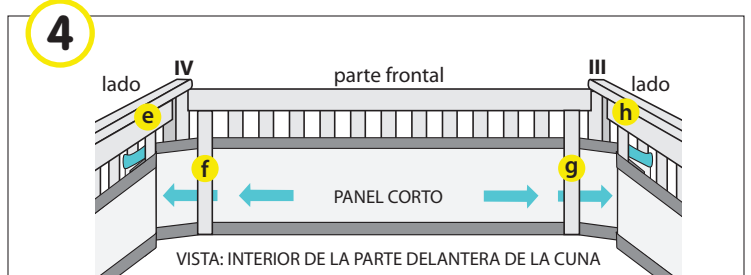 4
lado IV parte frontal III lado
e h
f g
PANEL CORTO
VISTA: INTERIOR DE LA PARTE DELANTERA DE LA CUNA